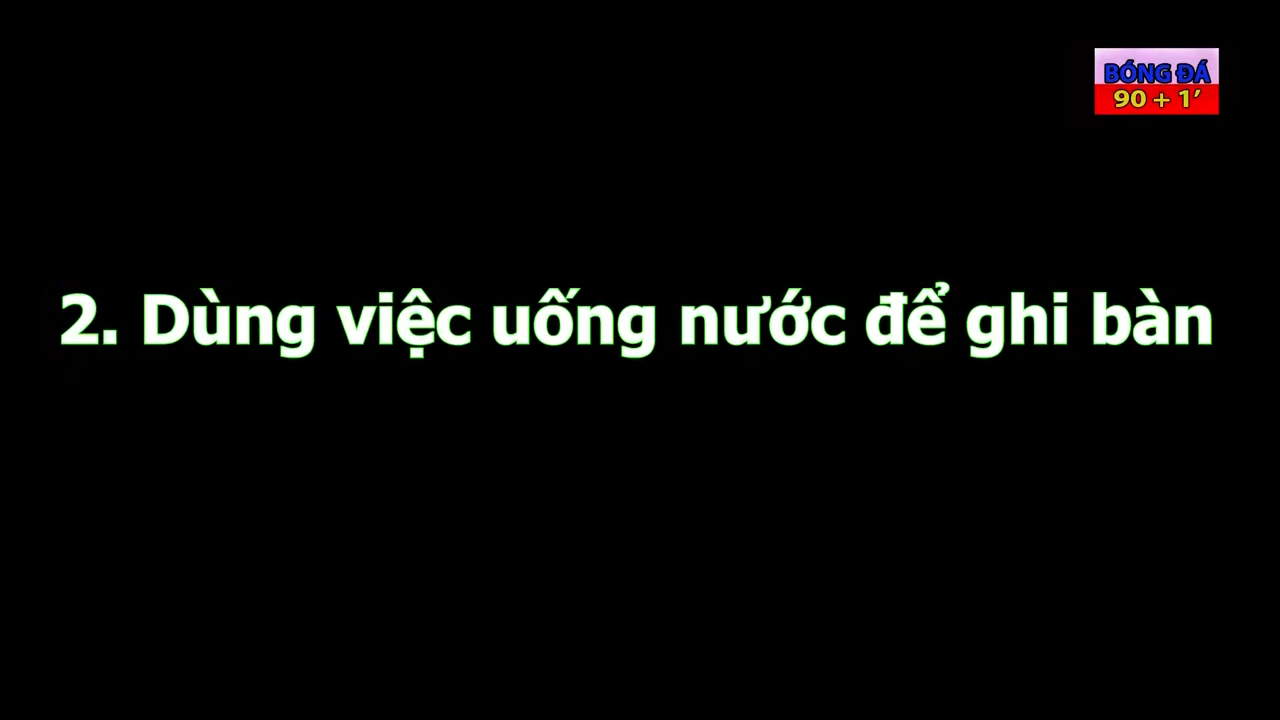 BÓNG ĐÁ
90 + 1’
2. Dùng việc uống nước để ghi bàn